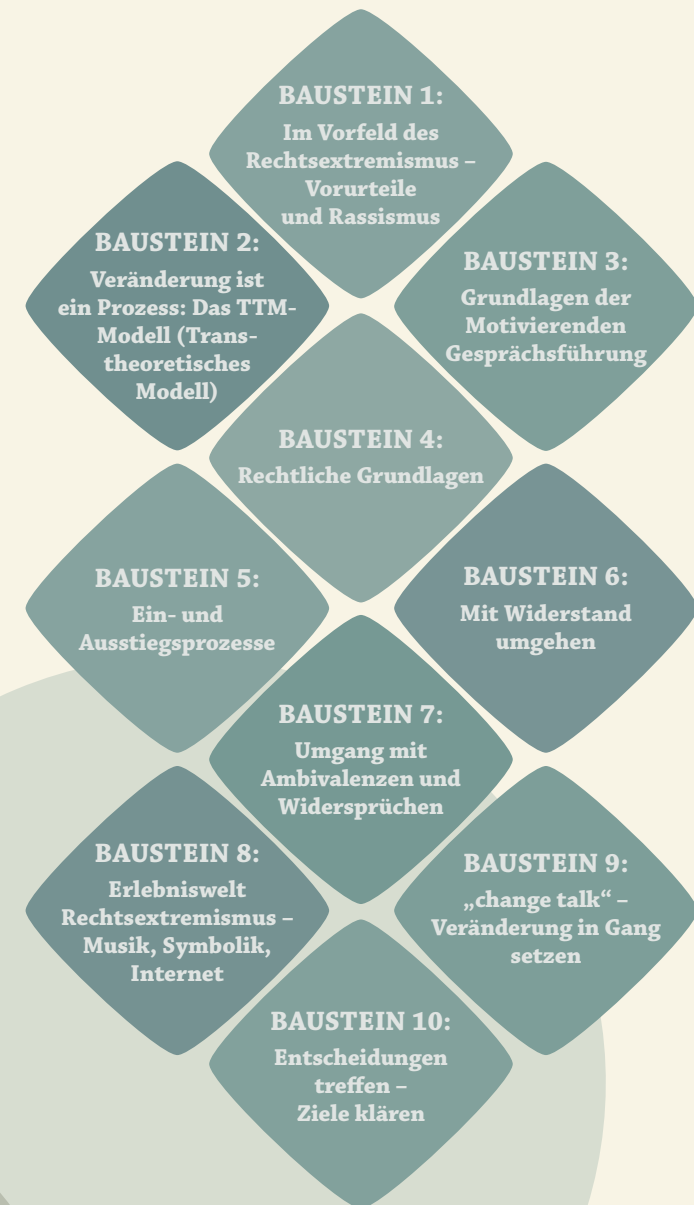 BAUSTEIN 1:
Im Vorfeld des
Rechtsextremismus –
Vorurteile
und Rassismus
BAUSTEIN 2:
Veränderung ist
ein Prozess: Das TTM-
Modell (Trans-
theoretisches
Modell)
BAUSTEIN 3:
Grundlagen der
Motivierenden
Gesprächsführung
BAUSTEIN 4:
Rechtliche Grundlagen
BAUSTEIN 5:
Ein- und
Ausstiegsprozesse
BAUSTEIN 6:
Mit Widerstand
umgehen
BAUSTEIN 7:
Umgang mit
Ambivalenzen und
Widersprüchen
BAUSTEIN 8:
Erlebniswelt
Rechtsextremismus –
Musik, Symbolik,
Internet
BAUSTEIN 9:
„change talk“ –
Veränderung in Gang
setzen
BAUSTEIN 10:
Entscheidungen
treffen –
Ziele klären